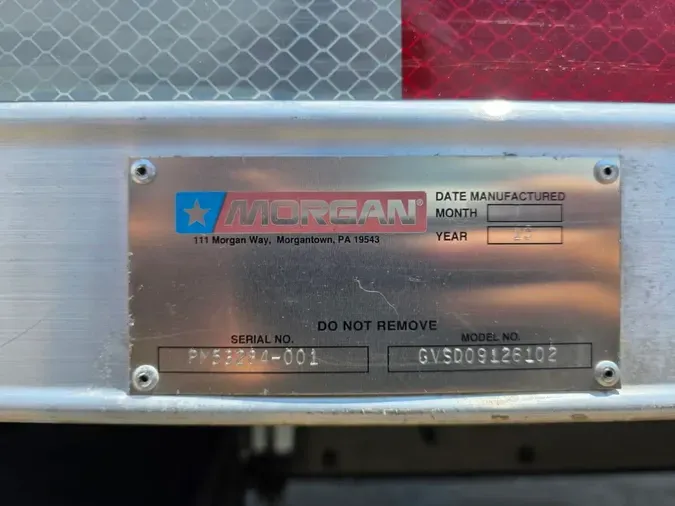 MORGAN®
111 Morgan Way, Morgantown, PA 19543
DATE MANUFACTURED
MONTH
YEAR
DO NOT REMOVE
SERIAL NO.
MODEL NO.
GVSD09126102